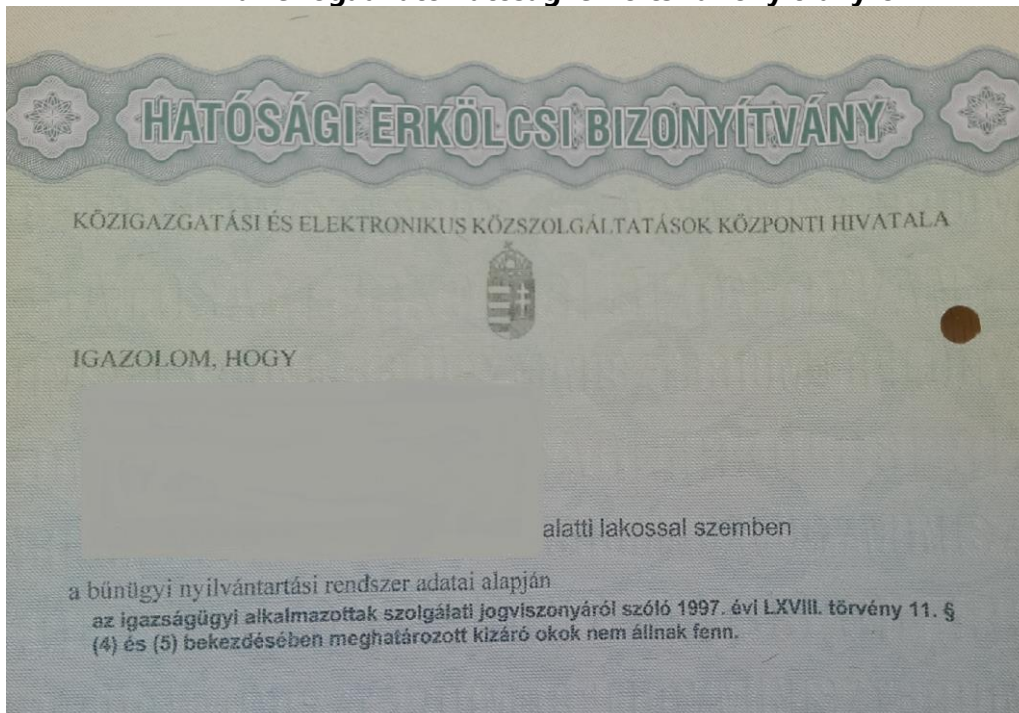 HATÓSÁGI ERKÖLCSI BIZONYÍTVÁNY
KÖZIGAZGATÁSI ÉS ELEKTRONIKUS KÖZSZOLGÁLTATÁSOK KÖZPONTI HIVATALA
IGAZOLOM, HOGY
alatti lakossal szemben
a bűnügyi nyilvántartási rendszer adatai alapján
az igazságügyi alkalmazottak szolgálati jogviszonyáról szóló 1997. évi LXVIII. törvény 11. §
(4) és (5) bekezdésében meghatározott kizáró okok nem állnak fenn.